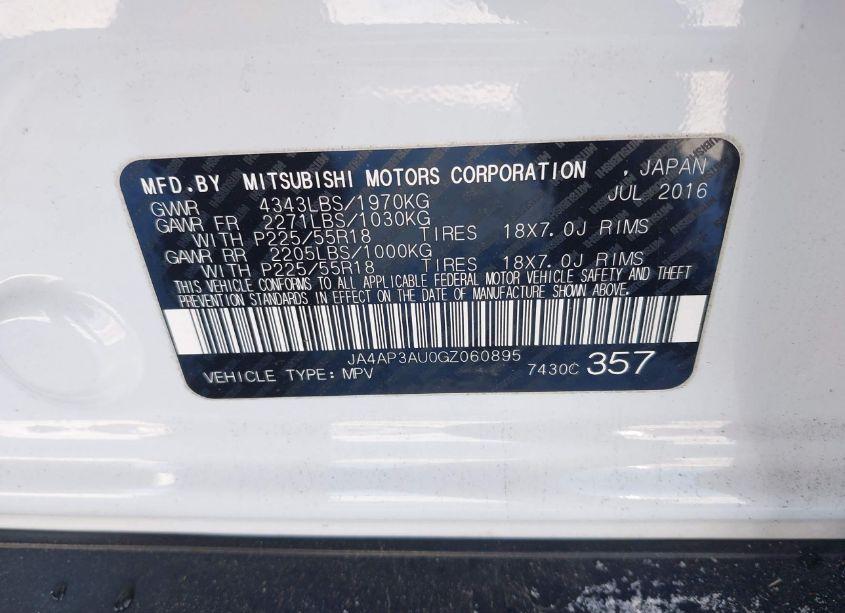 MFD.BY MITSUBISHI MOTORS CORPORATION , JAPAN
GVWR 4343LBS/1970KG JUL 2016
GAWR FR 2271LBS/1030KG
WITH P225/55R18 TIRES 18X7.0J RIMS
GAWR RR 2205LBS/1000KG
WITH P225/55R18 TIRES 18X7.0J RIMS
THIS VEHICLE CONFORMS TO ALL APPLICABLE FEDERAL MOTOR VEHICLE SAFETY AND THEFT
PREVENTION STANDARDS IN EFFECT ON THE DATE OF MANUFACTURE SHOWN ABOVE.
JA4AP3AU0GZ060895
VEHICLE TYPE: MPV 7430C 357